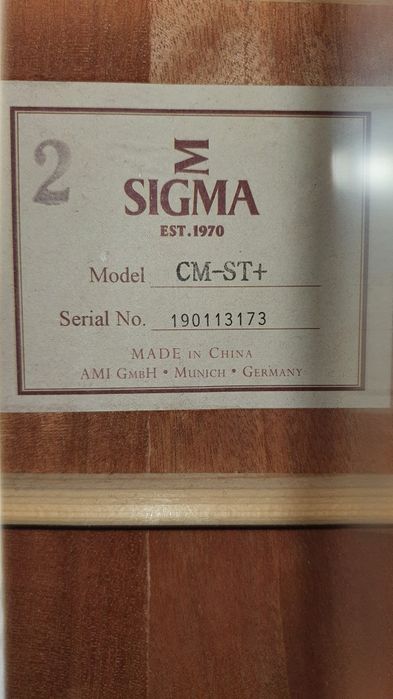 2
Σ
SIGMA
EST.1970
Model CM-ST+
Serial No. 190113173
MADE IN CHINA
AMI GMBH • MUNICH • GERMANY